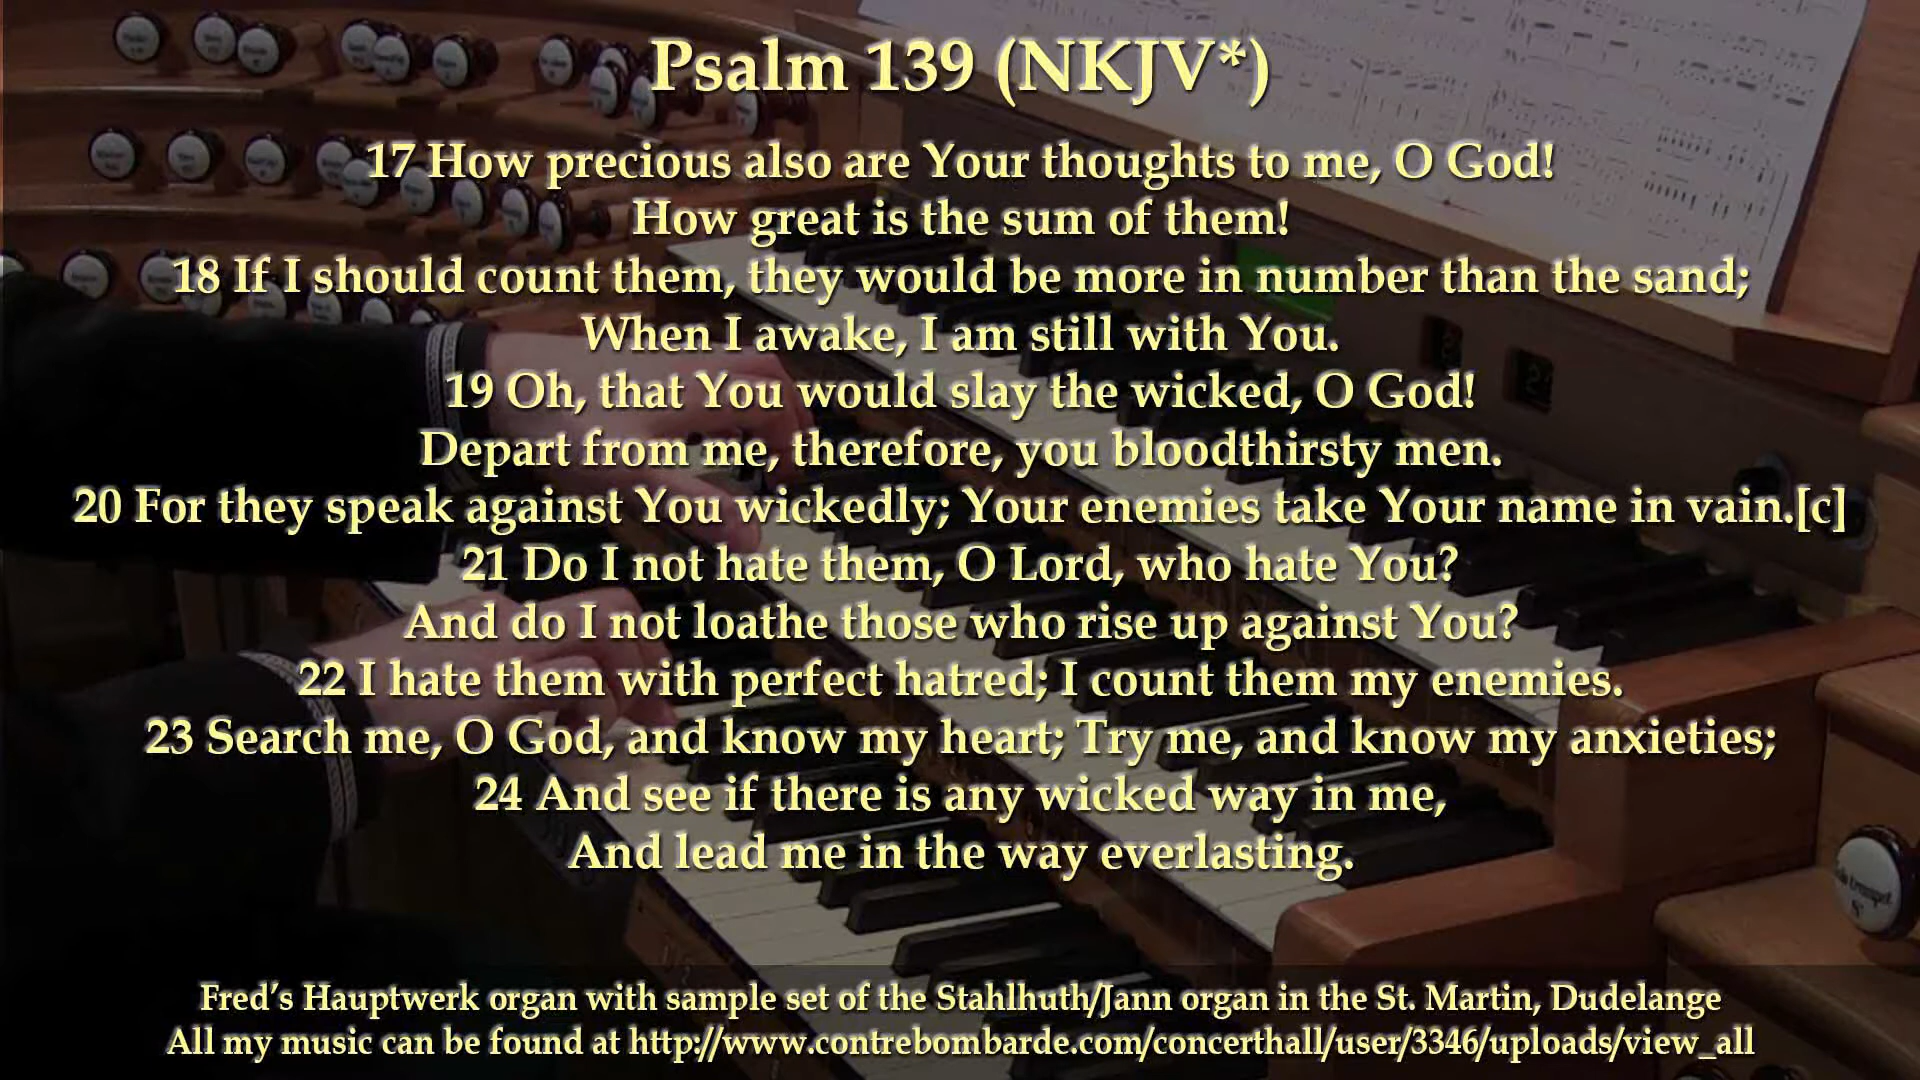 Psalm 139 (NKJV*)
17 How precious also are Your thoughts to me, O God!
How great is the sum of them!
18 If I should count them, they would be more in number than the sand;
When I awake, I am still with You.
19 Oh, that You would slay the wicked, O God!
Depart from me, therefore, you bloodthirsty men.
20 For they speak against You wickedly; Your enemies take Your name in vain.[c]
21 Do I not hate them, O Lord, who hate You?
And do I not loathe those who rise up against You?
22 I hate them with perfect hatred; I count them my enemies.
23 Search me, O God, and know my heart; Try me, and know my anxieties;
24 And see if there is any wicked way in me,
And lead me in the way everlasting.
Fred's Hauptwerk organ with sample set of the Stahlhuth/Jann organ in the St. Martin, Dudelange
All my music can be found at http://www.contrebombarde.com/concerthall/user/3346/uploads/view_all